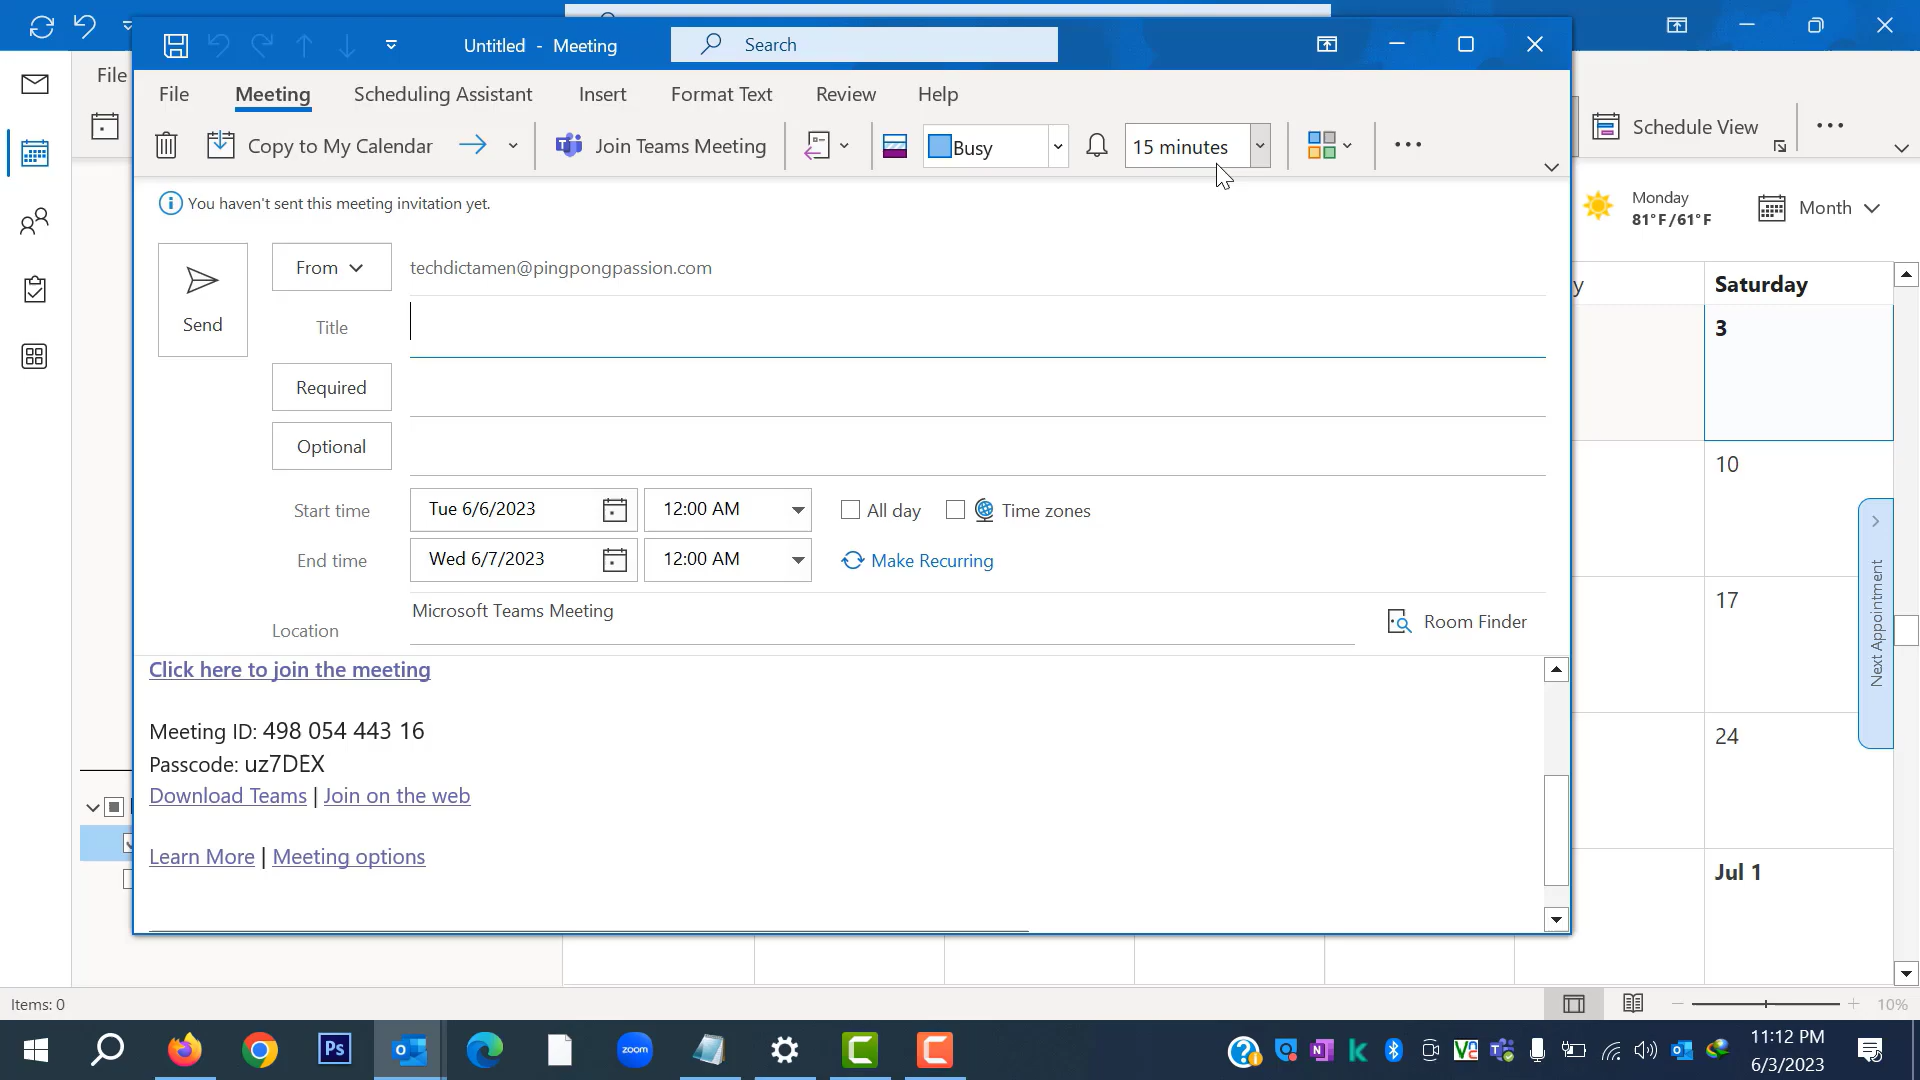 Untitled - Meeting
Search
File
File Meeting Scheduling Assistant Insert Format Text Review Help
Copy to My Calendar
Join Teams Meeting
Busy
15 minutes
Schedule View
You haven't sent this meeting invitation yet.
Monday
81°F/61°F
Month
Send
From
techdictamen@pingpongpassion.com
Title
Required
Optional
Start time
Tue 6/6/2023
12:00 AM
All day
Time zones
End time
Wed 6/7/2023
12:00 AM
Make Recurring
Location
Microsoft Teams Meeting
Room Finder
Click here to join the meeting
Meeting ID: 498 054 443 16
Passcode: uz7DEX
Download Teams | Join on the web
Learn More | Meeting options
y
Saturday
3
10
17
24
Jul 1
Next Appointment
Items: 0
10%
Ps
zoom
11:12 PM
6/3/2023